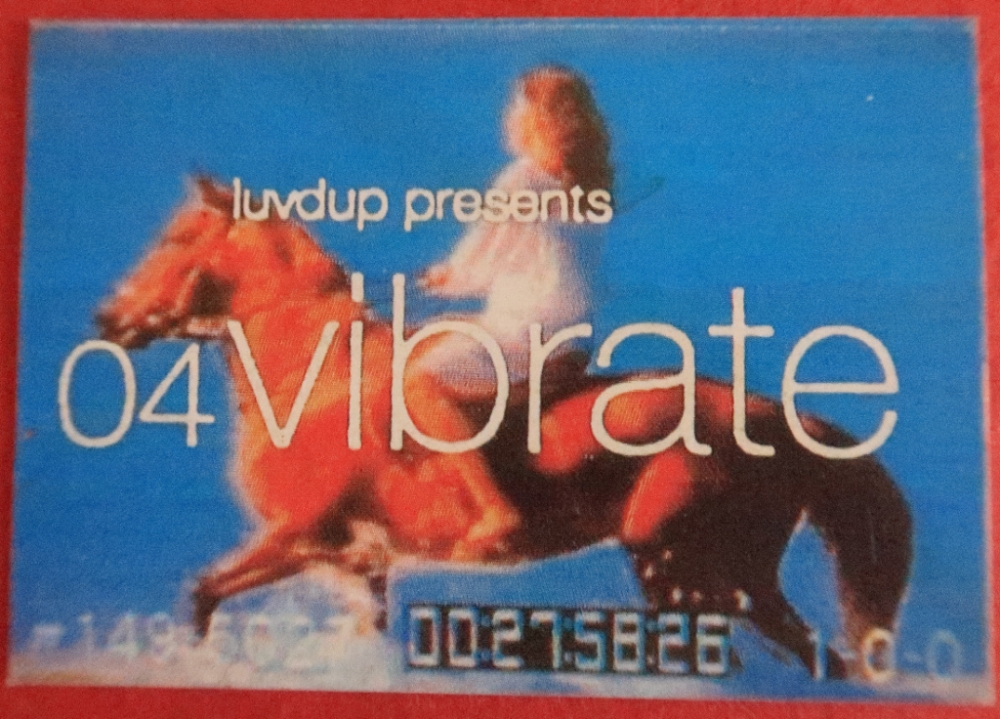 luvdup presents
04 vibrate
00:27:58:26
1-0-0